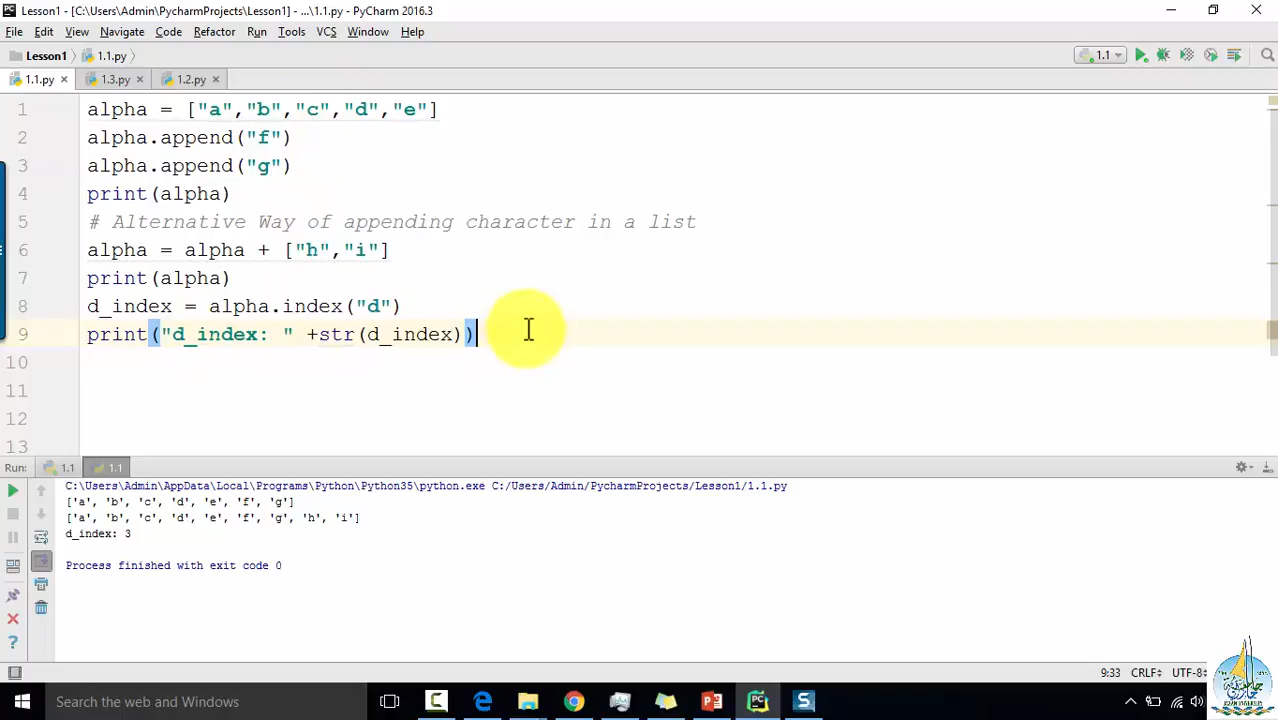 Lesson1 - [C:\Users\Admin\PycharmProjects\Lesson1] - ...\1.1.py - PyCharm 2016.3
File Edit View Navigate Code Refactor Run Tools VCS Window Help
Lesson1 1.1.py 1.1
1.1.py 1.3.py 1.2.py
1 alpha = ["a","b","c","d","e"]
2 alpha.append("f")
3 alpha.append("g")
4 print(alpha)
5 # Alternative Way of appending character in a list
6 alpha = alpha + ["h","i"]
7 print(alpha)
8 d_index = alpha.index("d")
9 print("d_index: " +str(d_index))
10
11
12
13
Run: 1.1 1.1
C:\Users\Admin\AppData\Local\Programs\Python\Python35\python.exe C:/Users/Admin/PycharmProjects/Lesson1/1.1.py
['a', 'b', 'c', 'd', 'e', 'f', 'g']
['a', 'b', 'c', 'd', 'e', 'f', 'g', 'h', 'i']
d_index: 3
Process finished with exit code 0
9:33 CRLF UTF-8
Search the web and Windows